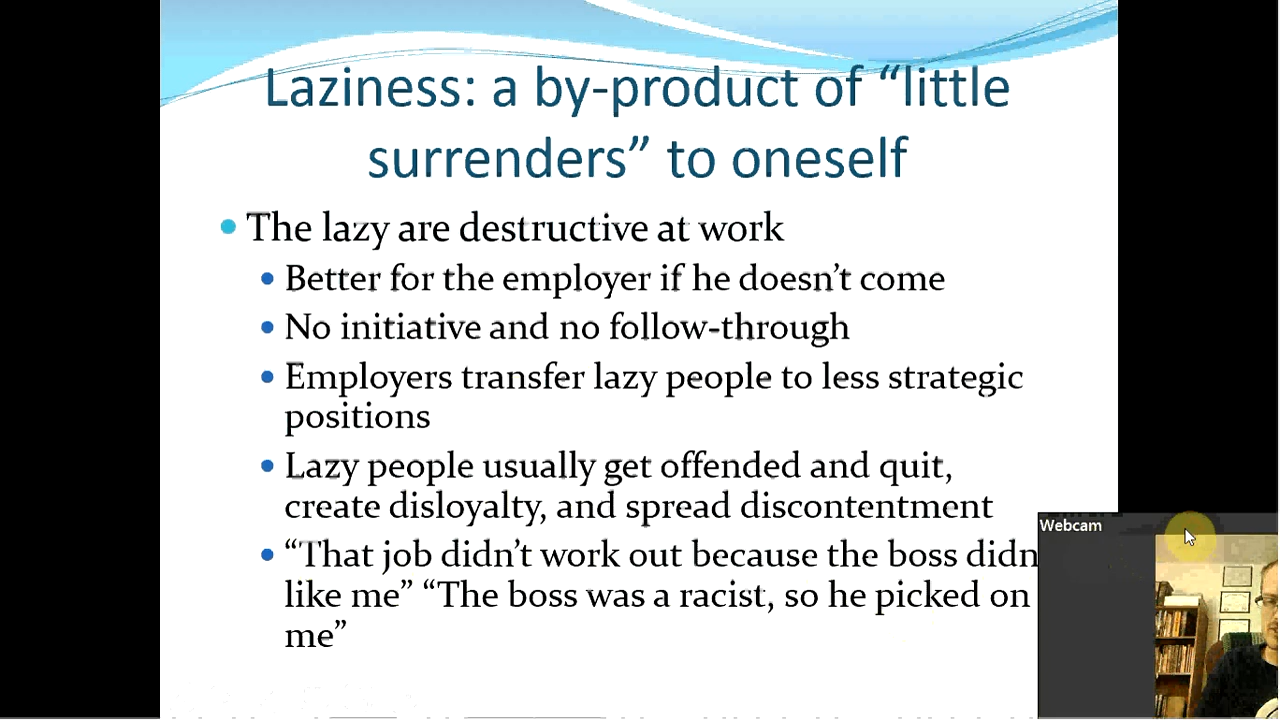 Laziness: a by-product of “little
surrenders” to oneself
The lazy are destructive at work
Better for the employer if he doesn’t come
No initiative and no follow-through
Employers transfer lazy people to less strategic
positions
Lazy people usually get offended and quit,
create disloyalty, and spread discontentment
“That job didn’t work out because the boss didn
like me” “The boss was a racist, so he picked on
me”
Webcam